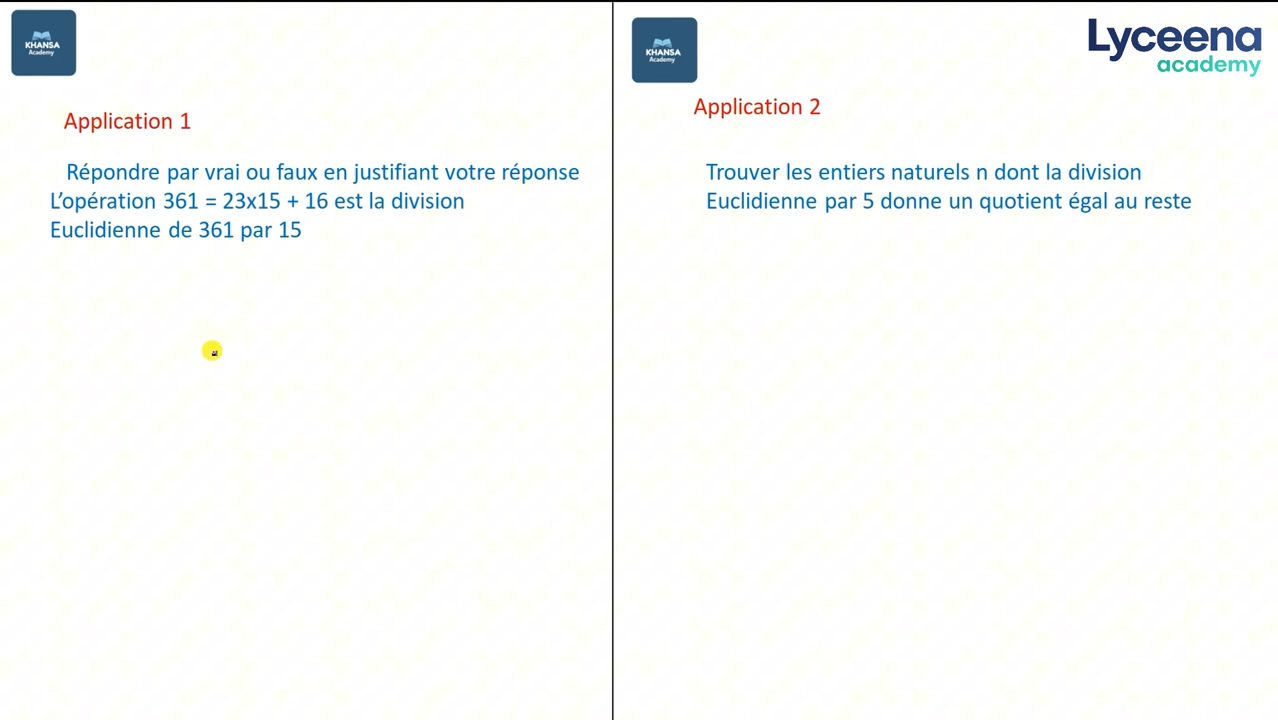 KHANSA
Academy
Application 1
Répondre par vrai ou faux en justifiant votre réponse
L'opération 361 = 23x15 + 16 est la division
Euclidienne de 361 par 15
KHANSA
Academy
Lyceena
academy
Application 2
Trouver les entiers naturels n dont la division
Euclidienne par 5 donne un quotient égal au reste